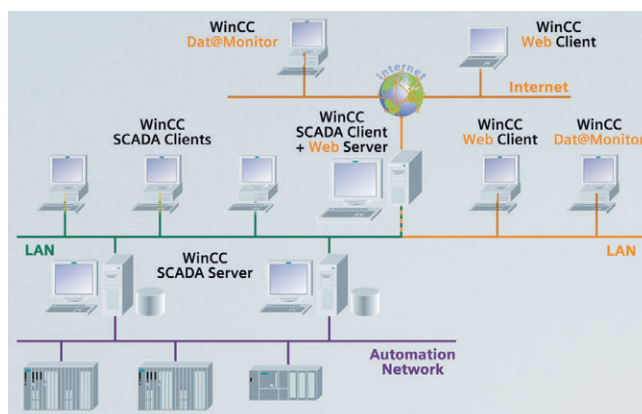 WinCC
Dat@Monitor
WinCC
Web Client
internet
Internet
WinCC
SCADA Clients
WinCC
SCADA Client
+ Web Server
WinCC
Web Client
WinCC
Dat@Monitor
LAN
LAN
WinCC
SCADA Server
Automation
Network